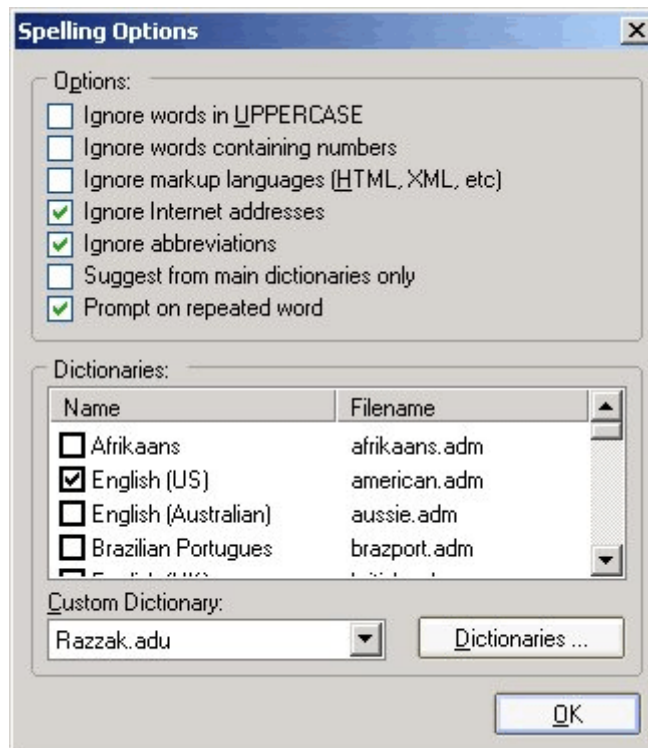 Spelling Options
Options:
Ignore words in UPPERCASE
Ignore words containing numbers
Ignore markup languages (HTML, XML, etc)
Ignore Internet addresses
Ignore abbreviations
Suggest from main dictionaries only
Prompt on repeated word
Dictionaries:
Name Filename
Afrikaans afrikaans.adm
English (US) american.adm
English (Australian) aussie.adm
Brazilian Portugues brazport.adm
Custom Dictionary:
Razzak.adu Dictionaries ...
OK